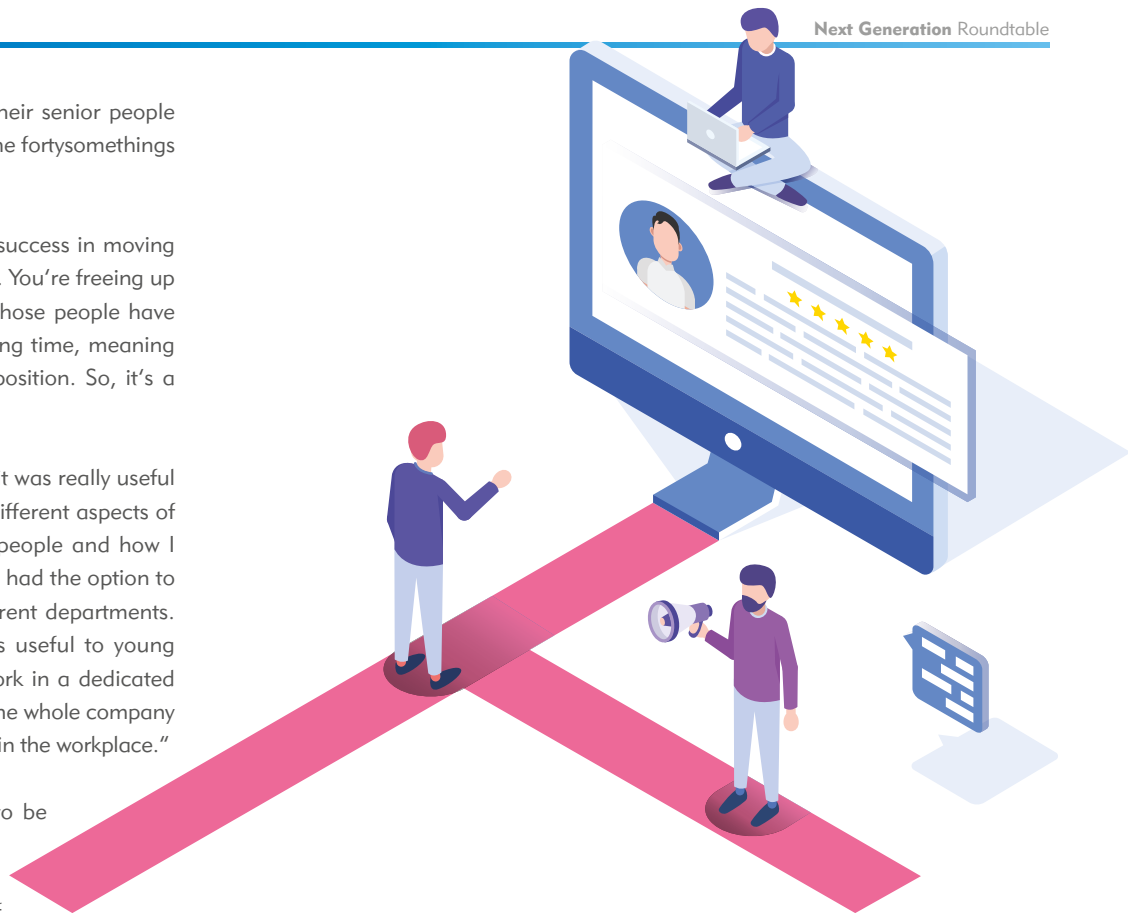 Next Generation Roundtable
heir senior people
ne fortysomethings
success in moving
. You're freeing up
hose people have
ng time, meaning
position. So, it's a
t was really useful
ifferent aspects of
people and how I
had the option to
rent departments.
s useful to young
ork in a dedicated
he whole company
in the workplace."
o be